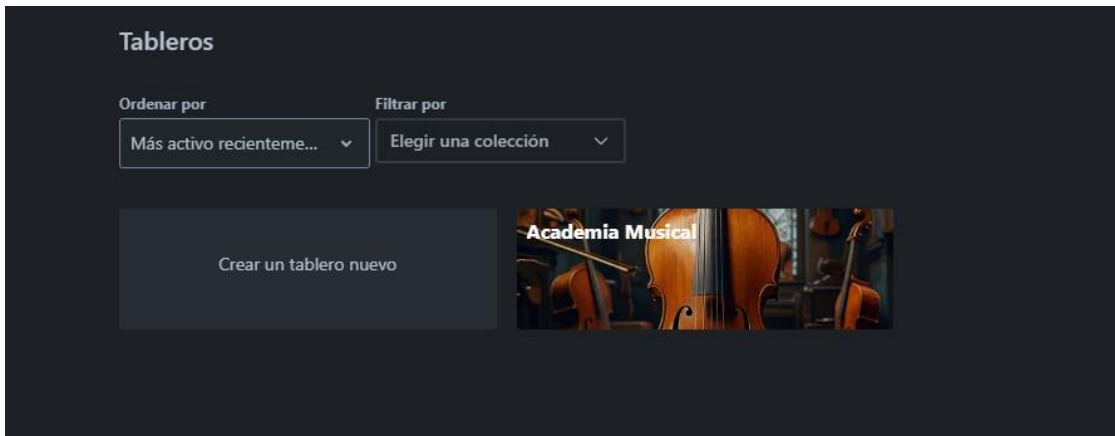 Tableros
Ordenar por
Filtrar por
Más activo recienteme...
Elegir una colección
Crear un tablero nuevo
Academia Musical